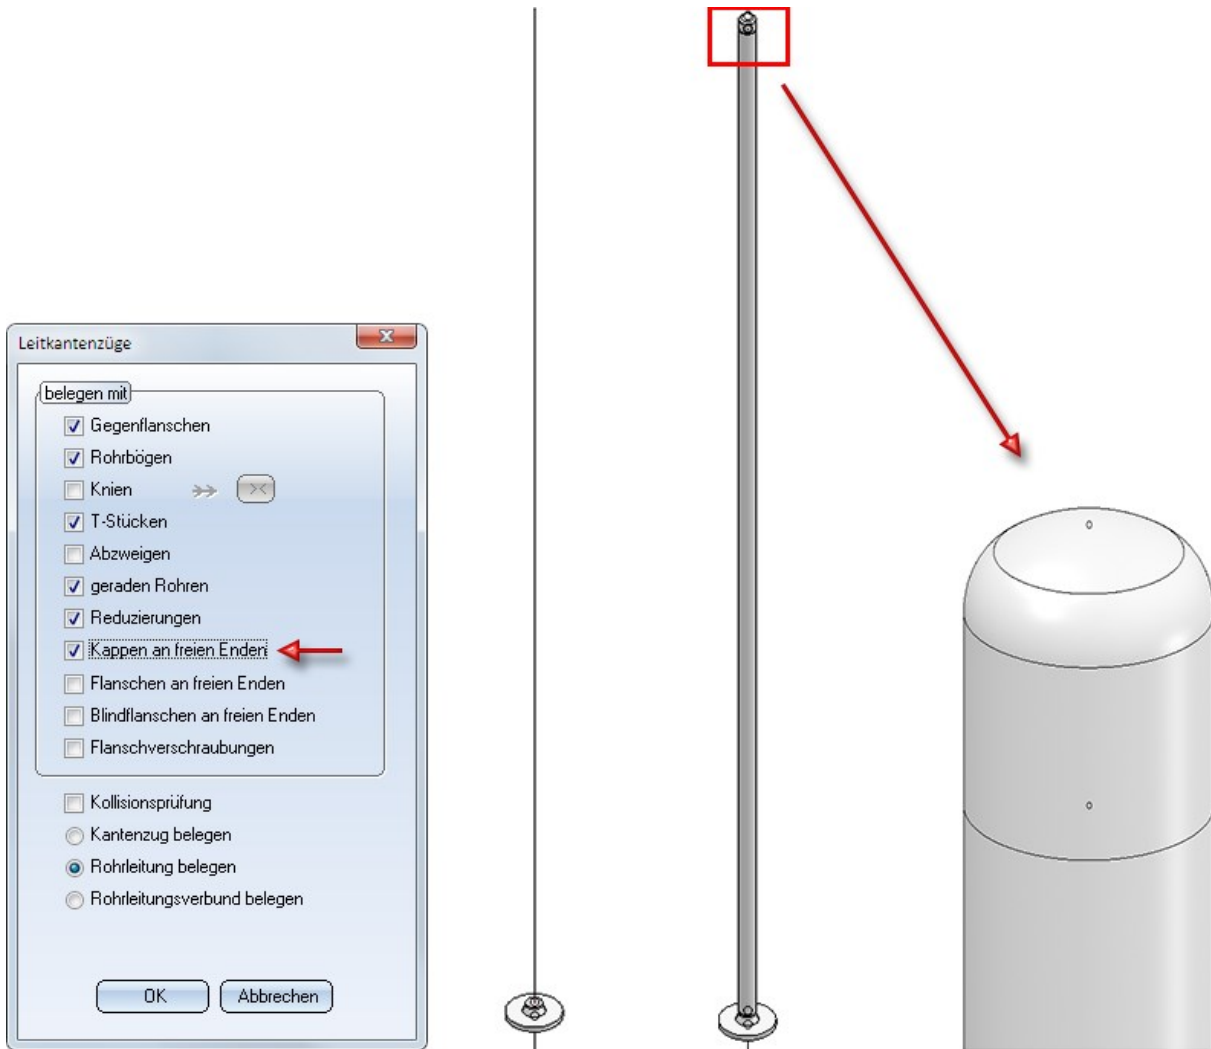 Leitkantenzüge
belegen mit
Gegenflanschen
Rohrbögen
Knien
T-Stücken
Abzweigen
geraden Rohren
Reduzierungen
Kappen an freien Enden
Flanschen an freien Enden
Blindflanschen an freien Enden
Flanschverschraubungen
Kollisionsprüfung
Kantenzug belegen
Rohrleitung belegen
Rohrleitungsverbund belegen
OK Abbrechen